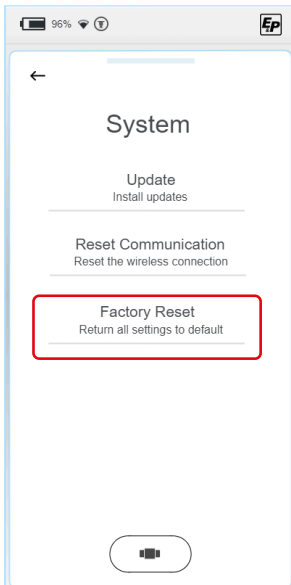 96%
EP
System
Update
Install updates
Reset Communication
Reset the wireless connection
Factory Reset
Return all settings to default